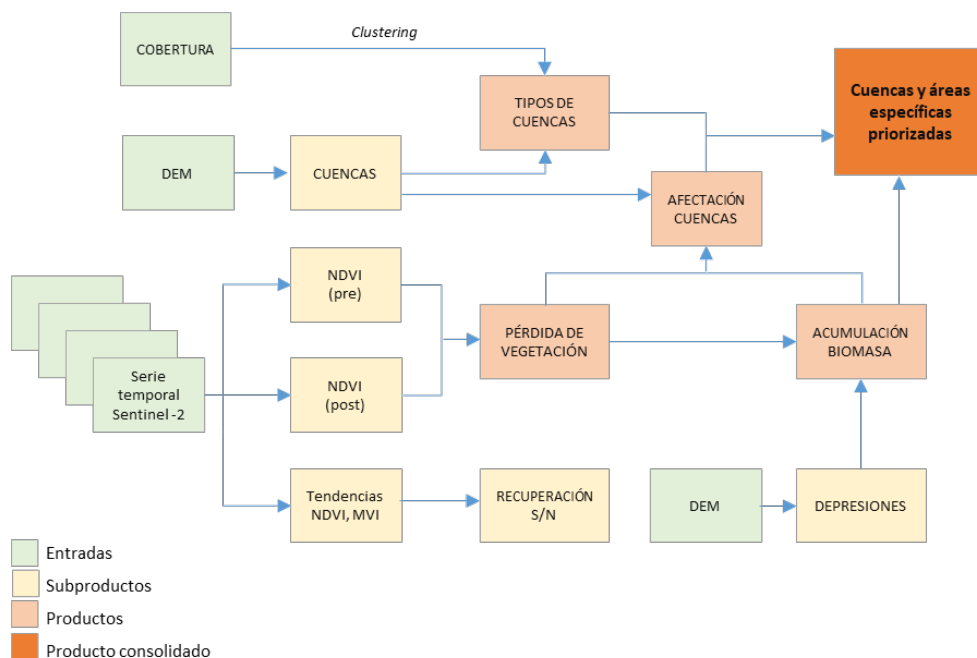 COBERTURA
Clustering
TIPOS DE
CUENCAS
Cuencas y áreas
específicas
priorizadas
DEM
CUENCAS
AFECTACIÓN
CUENCAS
NDVI
(pre)
PÉRDIDA DE
VEGETACIÓN
ACUMULACIÓN
BIOMASA
Serie
temporal
Sentinel -2
NDVI
(post)
Tendencias
NDVI, MVI
RECUPERACIÓN
S/N
DEM
DEPRESIONES
Entradas
Subproductos
Productos
Producto consolidado